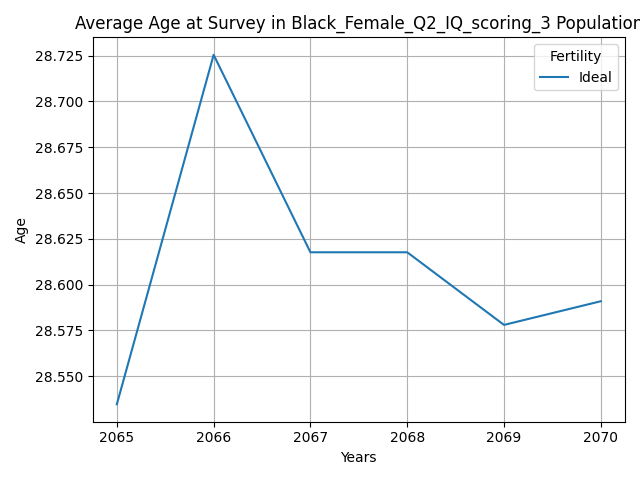 Average Age at Survey in Black_Female_Q2_IQ_scoring_3 Population
Fertility
Ideal
28.725
28.700
28.675
28.650
28.625
28.600
28.575
28.550
Age
2065 2066 2067 2068 2069 2070
Years